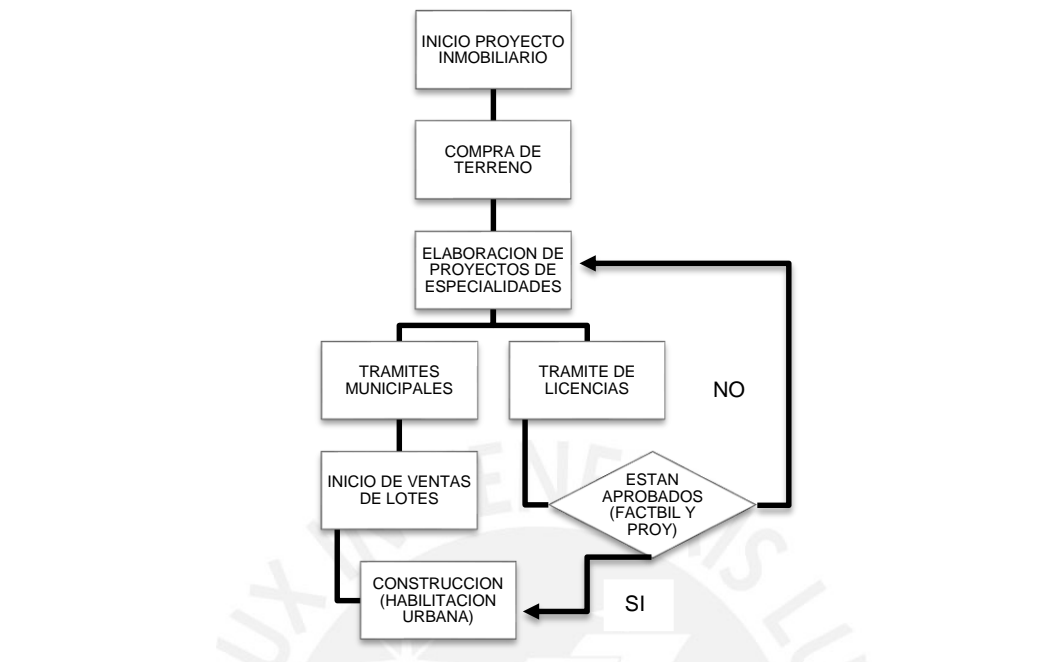 INICIO PROYECTO
INMOBILIARIO
COMPRA DE
TERRENO
ELABORACION DE
PROYECTOS DE
ESPECIALIDADES
TRAMITES
MUNICIPALES
TRAMITE DE
LICENCIAS
NO
INICIO DE VENTAS
DE LOTES
ESTAN
APROBADOS
(FACTBIL Y
PROY)
CONSTRUCCION
(HABILITACION
URBANA)
SI